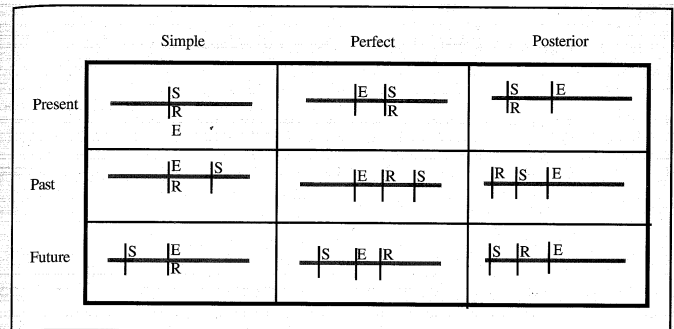 Simple Perfect Posterior
Present
S E S S E
R R R
E
Past
E S E R S R S E
R
Future
S E S E R S R E
R